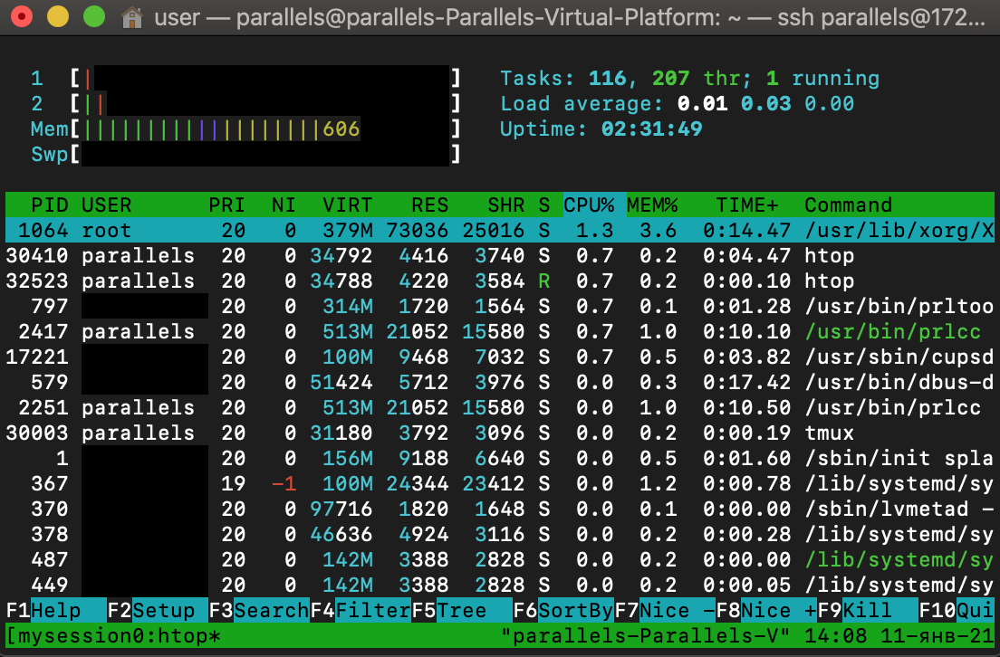 user — parallels@parallels-Parallels-Virtual-Platform: ~ — ssh parallels@172...
1 [| ] Tasks: 116, 207 thr; 1 running
2 [|| ] Load average: 0.01 0.03 0.00
Mem[|||||||||||||||||||606 ] Uptime: 02:31:49
Swp[ ]
PID USER PRI NI VIRT RES SHR S CPU% MEM% TIME+ Command
1064 root 20 0 379M 73036 25016 S 1.3 3.6 0:14.47 /usr/lib/xorg/X
30410 parallels 20 0 34792 4416 3740 S 0.7 0.2 0:04.47 htop
32523 parallels 20 0 34788 4220 3584 R 0.7 0.2 0:00.10 htop
797 20 0 314M 1720 1564 S 0.7 0.1 0:01.28 /usr/bin/prltoo
2417 parallels 20 0 513M 21052 15580 S 0.7 1.0 0:10.10 /usr/bin/prlcc
17221 20 0 100M 9468 7032 S 0.7 0.5 0:03.82 /usr/sbin/cupsd
579 20 0 51424 5712 3976 S 0.0 0.3 0:17.42 /usr/bin/dbus-d
2251 parallels 20 0 513M 21052 15580 S 0.0 1.0 0:10.50 /usr/bin/prlcc
30003 parallels 20 0 31180 3792 3096 S 0.0 0.2 0:00.19 tmux
1 20 0 156M 9188 6640 S 0.0 0.5 0:01.60 /sbin/init spla
367 19 -1 100M 24344 23412 S 0.0 1.2 0:00.78 /lib/systemd/sy
370 20 0 97716 1820 1648 S 0.0 0.1 0:00.00 /sbin/lvmetad -
378 20 0 46636 4924 3116 S 0.0 0.2 0:00.28 /lib/systemd/sy
487 20 0 142M 3388 2828 S 0.0 0.2 0:00.00 /lib/systemd/sy
449 20 0 142M 3388 2828 S 0.0 0.2 0:00.05 /lib/systemd/sy
F1Help F2Setup F3SearchF4FilterF5Tree F6SortByF7Nice -F8Nice +F9Kill F10Qui
[mysession0:htop* "parallels-Parallels-V" 14:08 11-янв-21